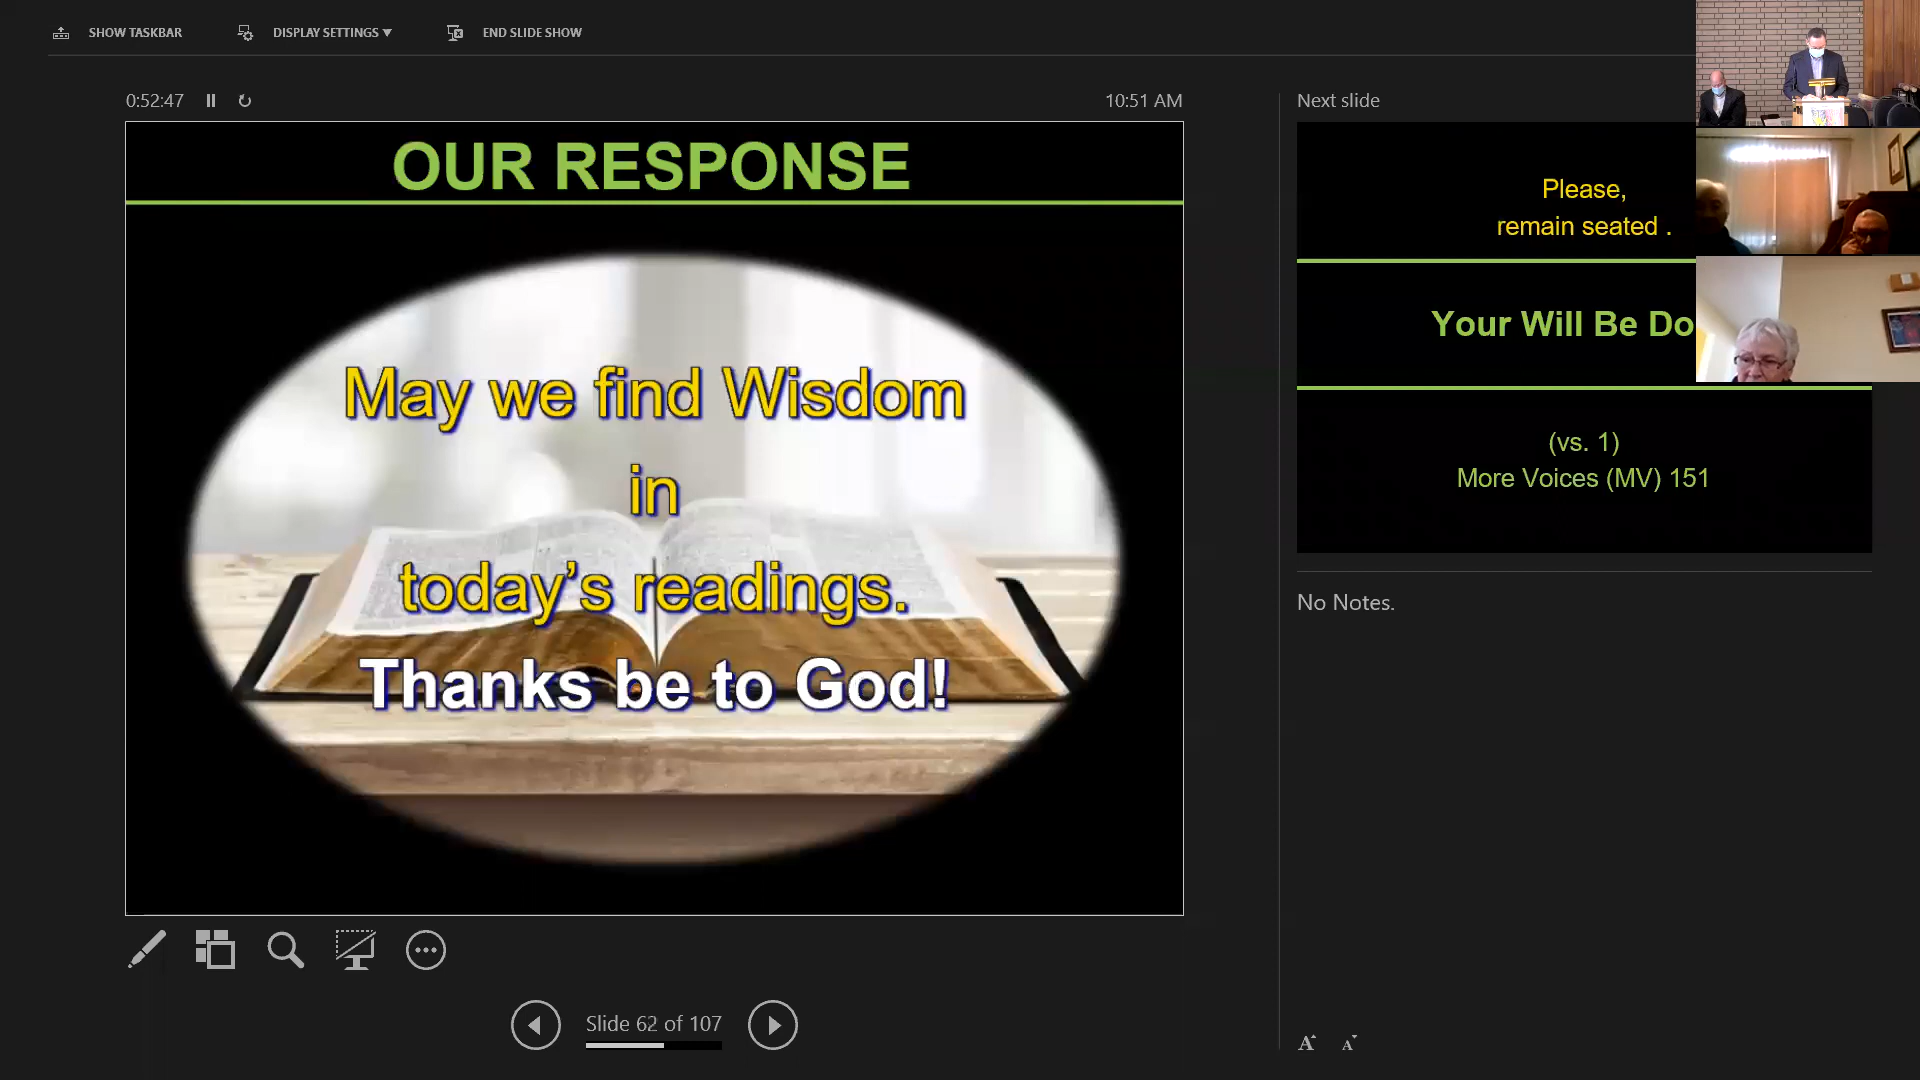 SHOW TASKBAR
DISPLAY SETTINGS ▼
END SLIDE SHOW
0:52:47
10:51 AM
OUR RESPONSE
May we find Wisdom
in
today’s readings.
Thanks be to God!
Slide 62 of 107
Next slide
Please,
remain seated .
Your Will Be Do
(vs. 1)
More Voices (MV) 151
No Notes.
A A